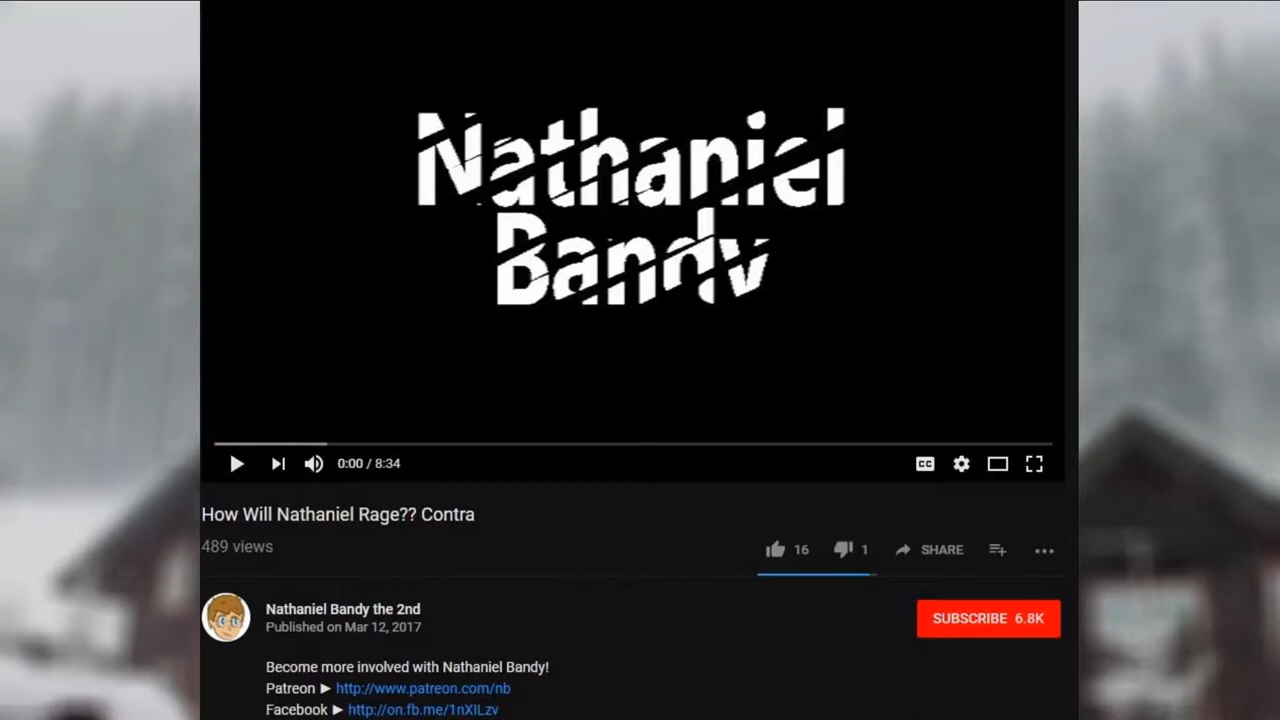 Nathaniel
Bandy
0:00 / 8:34
CC
How Will Nathaniel Rage?? Contra
489 views
16
1
SHARE
Nathaniel Bandy the 2nd
Published on Mar 12, 2017
SUBSCRIBE 6.8K
Become more involved with Nathaniel Bandy!
Patreon ► http://www.patreon.com/nb
Facebook ► http://on.fb.me/1nXILzv